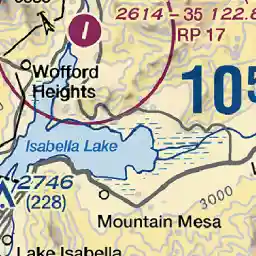 2614 - 35 122.8
RP 17
Wofford
Heights
105
Isabella Lake
2746
(228)
3000
Mountain Mesa
Lake Isabella